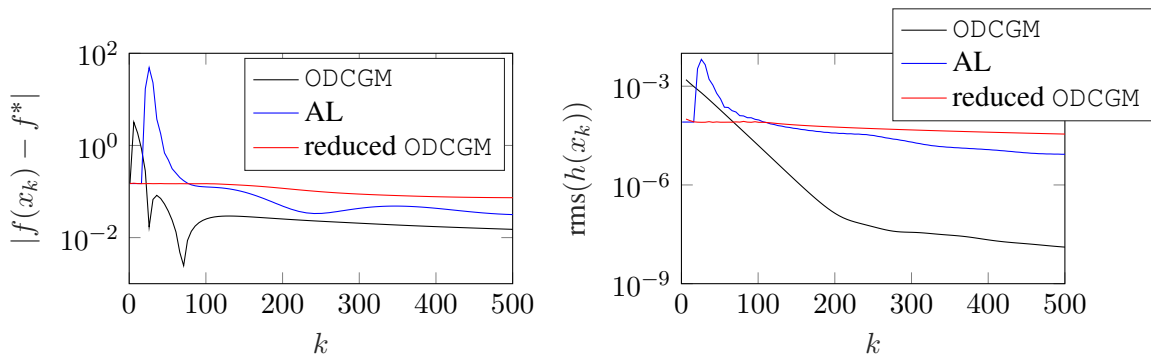 |f(x_k) − f*|
10^2
10^0
10^−2
0
100
200
300
400
500
k
ODCGM
AL
reduced ODCGM
rms(h(x_k))
10^−3
10^−6
10^−9
0
100
200
300
400
500
k
ODCGM
AL
reduced ODCGM